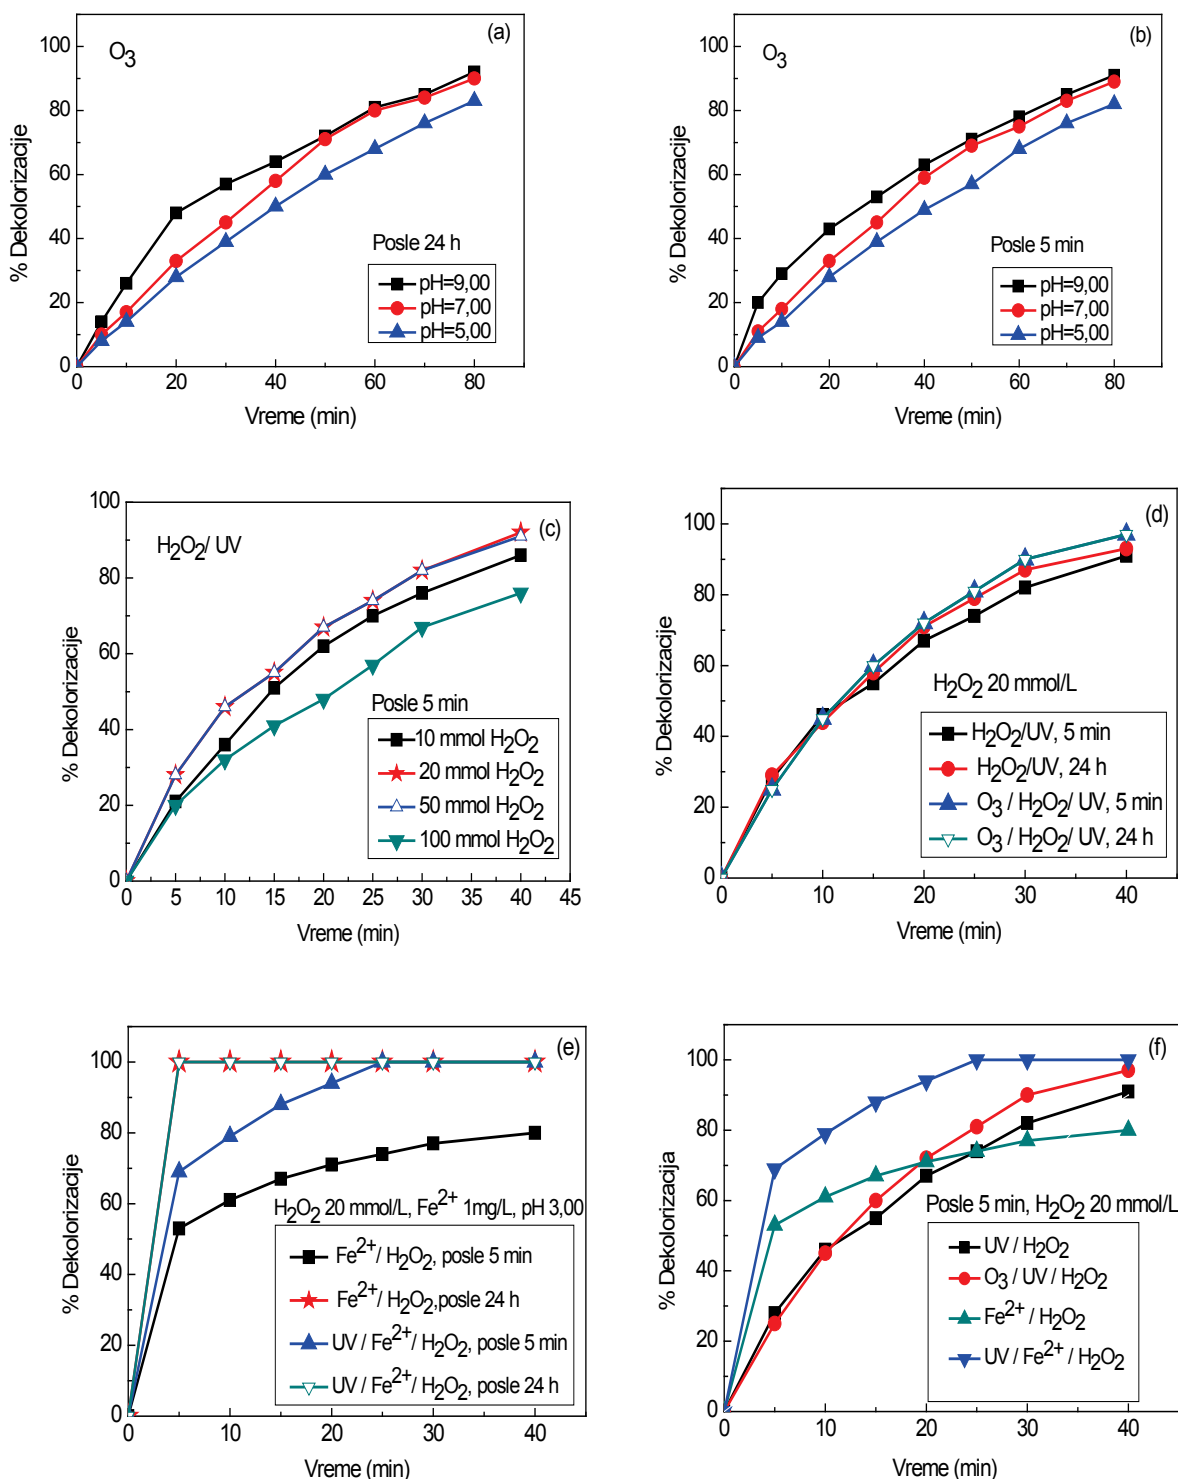 (a)
O3
% Dekolorizacije
100
80
60
40
20
0
Posle 24 h
pH=9,00
pH=7,00
pH=5,00
0 20 40 60 80
Vreme (min)
(b)
O3
% Dekolorizacije
100
80
60
40
20
0
Posle 5 min
pH=9,00
pH=7,00
pH=5,00
0 20 40 60 80
Vreme (min)
(c)
H2O2/ UV
% Dekolorizacije
100
80
60
40
20
0
Posle 5 min
10 mmol H2O2
20 mmol H2O2
50 mmol H2O2
100 mmol H2O2
0 5 10 15 20 25 30 35 40 45
Vreme (min)
(d)
% Dekolorizacije
100
80
60
40
20
0
H2O2 20 mmol/L
H2O2/UV, 5 min
H2O2/UV, 24 h
O3 / H2O2/ UV, 5 min
O3 / H2O2/ UV, 24 h
0 10 20 30 40
Vreme (min)
(e)
% Dekolorizacije
100
80
60
40
20
0
H2O2 20 mmol/L, Fe2+ 1mg/L, pH 3,00
Fe2+/ H2O2, posle 5 min
Fe2+/ H2O2,posle 24 h
UV / Fe2+/ H2O2, posle 5 min
UV / Fe2+/ H2O2, posle 24 h
0 10 20 30 40
Vreme (min)
(f)
% Dekolorizacija
100
80
60
40
20
0
Posle 5 min, H2O2 20 mmol/L
UV / H2O2
O3 / UV / H2O2
Fe2+ / H2O2
UV / Fe2+ / H2O2
0 10 20 30 40
Vreme (min)